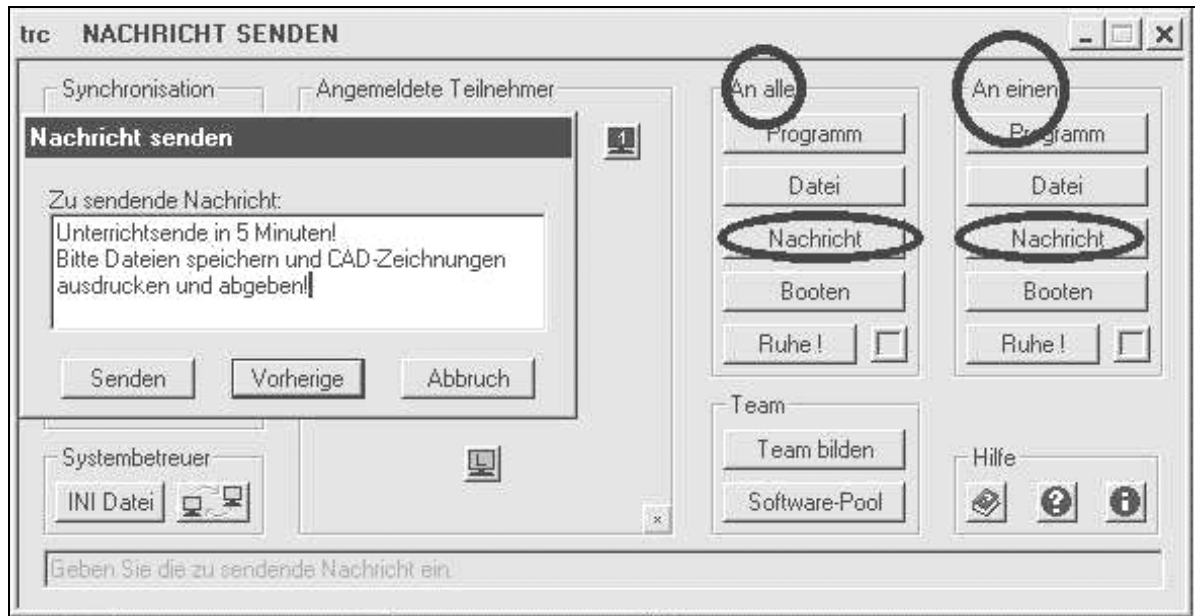 trc NACHRICHT SENDEN
Synchronisation
Angemeldete Teilnehmer
1
Nachricht senden
Zu sendende Nachricht:
Unterrichtsende in 5 Minuten!
Bitte Dateien speichern und CAD-Zeichnungen
ausdrucken und abgeben!
Senden Vorherige Abbruch
L
Systembetreuer
INI Datei
An alle
Programm
Datei
Nachricht
Booten
Ruhe !
An einen
Programm
Datei
Nachricht
Booten
Ruhe !
Team
Team bilden
Software-Pool
Hilfe
Geben Sie die zu sendende Nachricht ein.